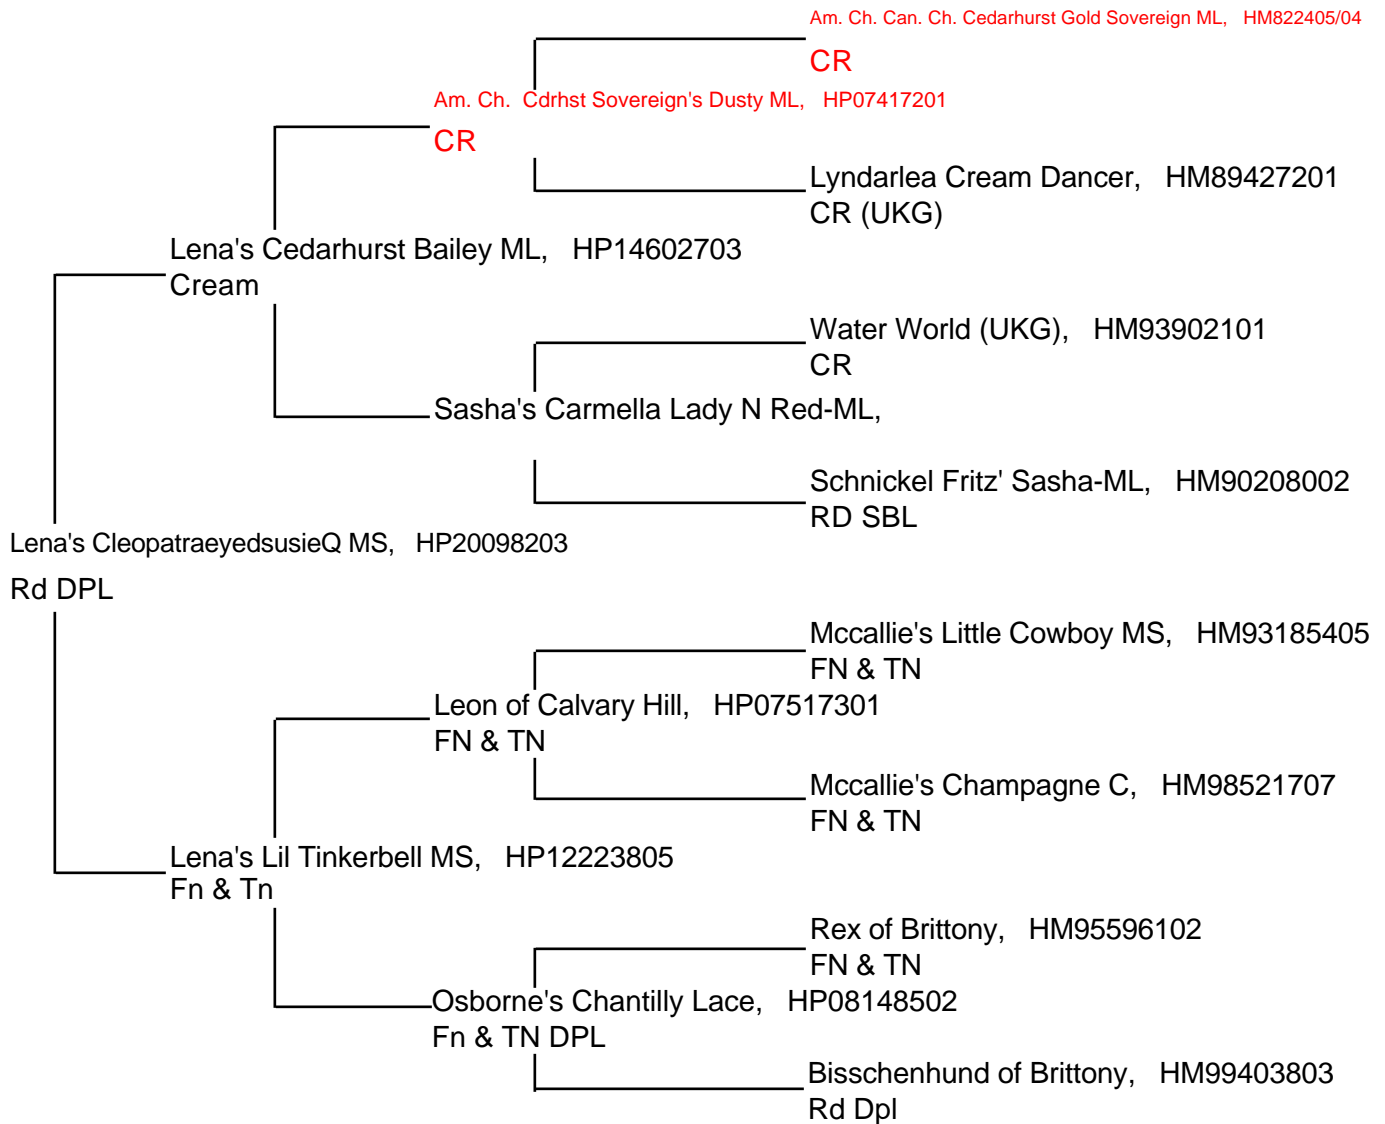 Am. Ch. Can. Ch. Cedarhurst Gold Sovereign ML, HM822405/04
CR
Am. Ch. Cdrhst Sovereign's Dusty ML, HP07417201
CR
Lyndarlea Cream Dancer, HM89427201
CR (UKG)
Lena's Cedarhurst Bailey ML, HP14602703
Cream
Water World (UKG), HM93902101
CR
Sasha's Carmella Lady N Red-ML,
Schnickel Fritz' Sasha-ML, HM90208002
RD SBL
Lena's CleopatraeyedsusieQ MS, HP20098203
Rd DPL
Mccallie's Little Cowboy MS, HM93185405
FN & TN
Leon of Calvary Hill, HP07517301
FN & TN
Mccallie's Champagne C, HM98521707
FN & TN
Lena's Lil Tinkerbell MS, HP12223805
Fn & Tn
Rex of Brittony, HM95596102
FN & TN
Osborne's Chantilly Lace, HP08148502
Fn & TN DPL
Bisschenhund of Brittony, HM99403803
Rd Dpl